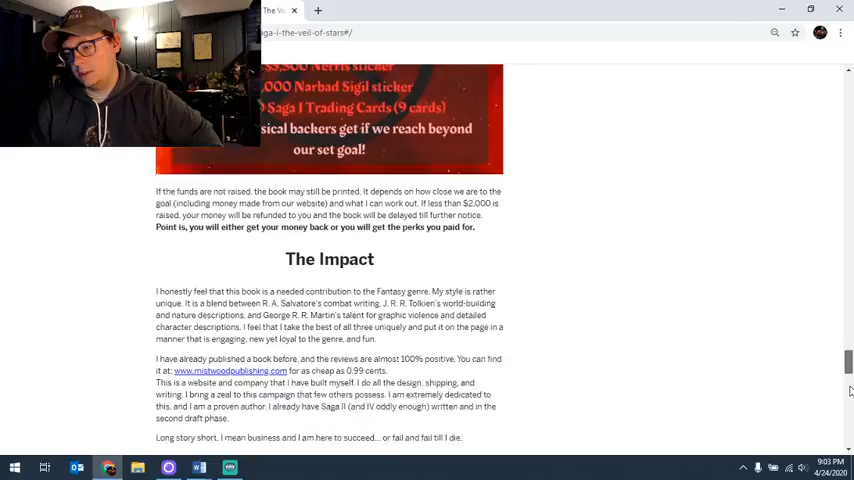 The Ve
aga-i-the-veil-of-stars#/
$3,500 Nerris sticker
,000 Narbad Sigil sticker
0 Saga I Trading Cards (9 cards)
sical backers get if we reach beyond
our set goal!
If the funds are not raised, the book may still be printed. It depends on how close we are to the
goal (including money made from our website) and what I can work out. If less than $2,000 is
raised, your money will be refunded to you and the book will be delayed till further notice.
Point is, you will either get your money back or you will get the perks you paid for.
The Impact
I honestly feel that this book is a needed contribution to the Fantasy genre. My style is rather
unique. It is a blend between R. A. Salvatore's combat writing, J. R. R. Tolkien's world-building
and nature descriptions, and George R. R. Martin's talent for graphic violence and detailed
character descriptions. I feel that I take the best of all three uniquely and put it on the page in a
manner that is engaging, new yet loyal to the genre, and fun.
I have already published a book before, and the reviews are almost 100% positive. You can find
it at: www.mistwoodpublishing.com for as cheap as 0.99 cents.
This is a website and company that I have built myself. I do all the design, shipping, and
writing. I bring a zeal to this campaign that few others possess. I am extremely dedicated to
this, and I am a proven author. I already have Saga II (and IV oddly enough) written and in the
second draft phase.
Long story short, I mean business and I am here to succeed... or fail and fail till I die.
9:03 PM
4/24/2020